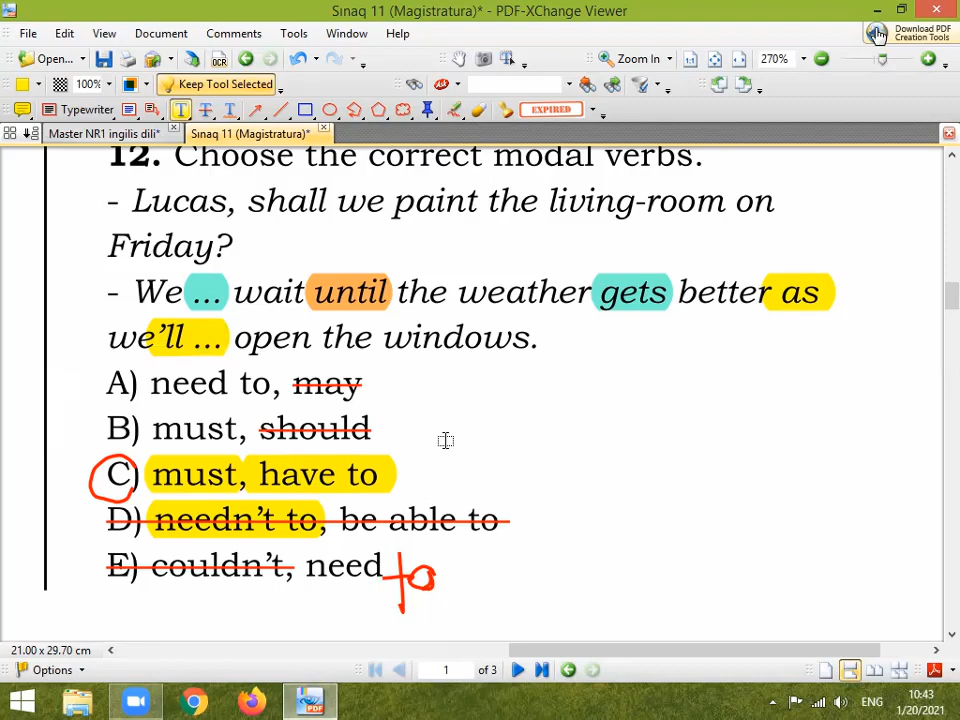 Sınaq 11 (Magistratura)* - PDF-XChange Viewer
File Edit View Document Comments Tools Window Help
Download PDF Creation Tools
Open... OCR Zoom In 270%
100% Keep Tool Selected
Typewriter T T T EXPIRED
Master NR1 ingilis dili* Sınaq 11 (Magistratura)*
12. Choose the correct modal verbs.
- Lucas, shall we paint the living-room on
Friday?
- We ... wait until the weather gets better as
we’ll ... open the windows.
A) need to, may
B) must, should
C) must, have to
D) needn’t to, be able to
E) couldn’t, need to
21.00 x 29.70 cm
Options 1 of 3
ENG 10:43
1/20/2021